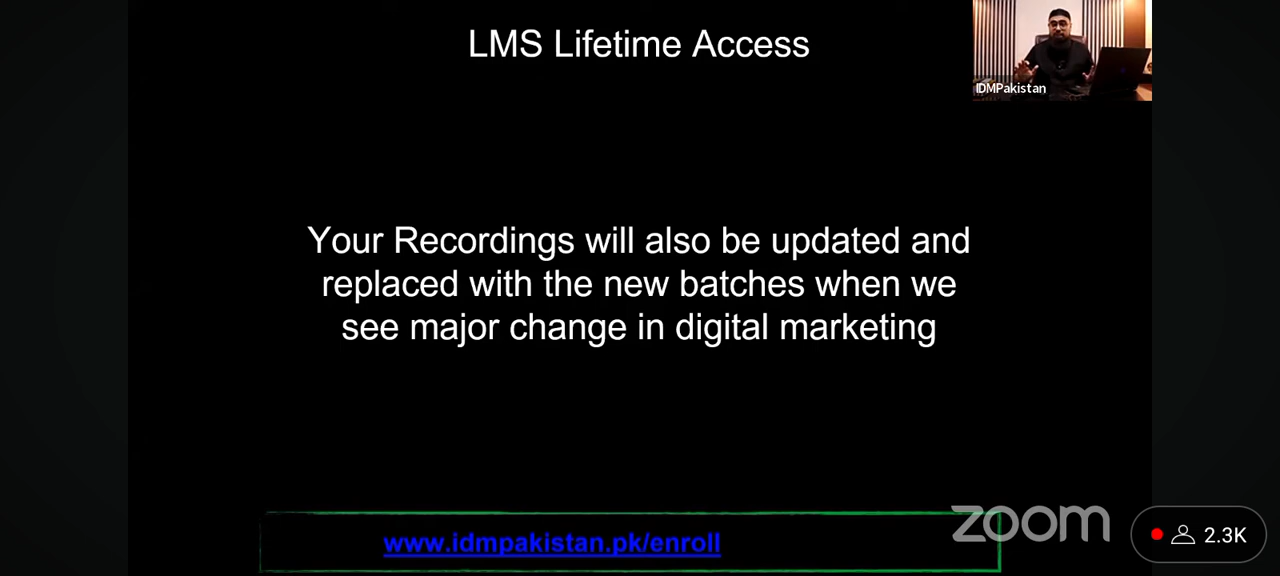 LMS Lifetime Access
IDMPakistan
Your Recordings will also be updated and
replaced with the new batches when we
see major change in digital marketing
www.idmpakistan.pk/enroll
zoom
2.3K